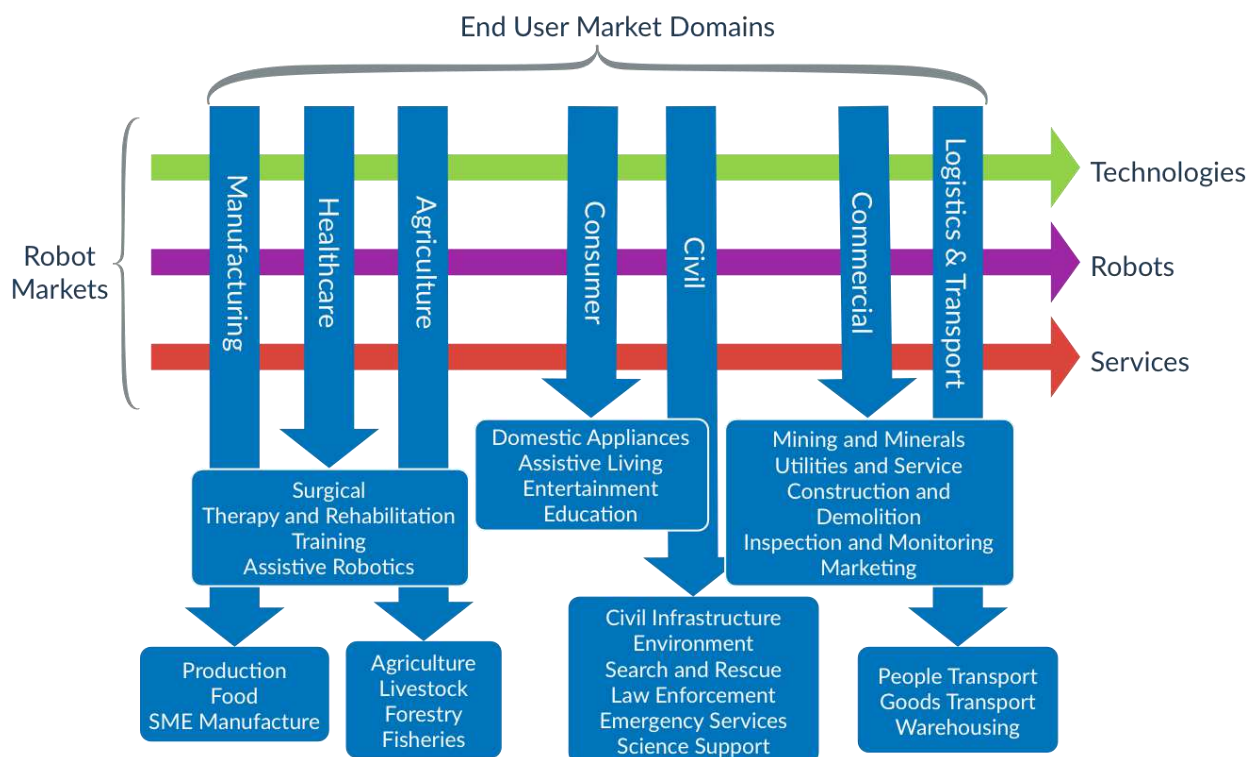 End User Market Domains
Robot
Markets
Manufacturing
Healthcare
Agriculture
Consumer
Civil
Commercial
Logistics & Transport
Technologies
Robots
Services
Surgical
Therapy and Rehabilitation
Training
Assistive Robotics
Domestic Appliances
Assistive Living
Entertainment
Education
Mining and Minerals
Utilities and Service
Construction and
Demolition
Inspection and Monitoring
Marketing
Production
Food
SME Manufacture
Agriculture
Livestock
Forestry
Fisheries
Civil Infrastructure
Environment
Search and Rescue
Law Enforcement
Emergency Services
Science Support
People Transport
Goods Transport
Warehousing